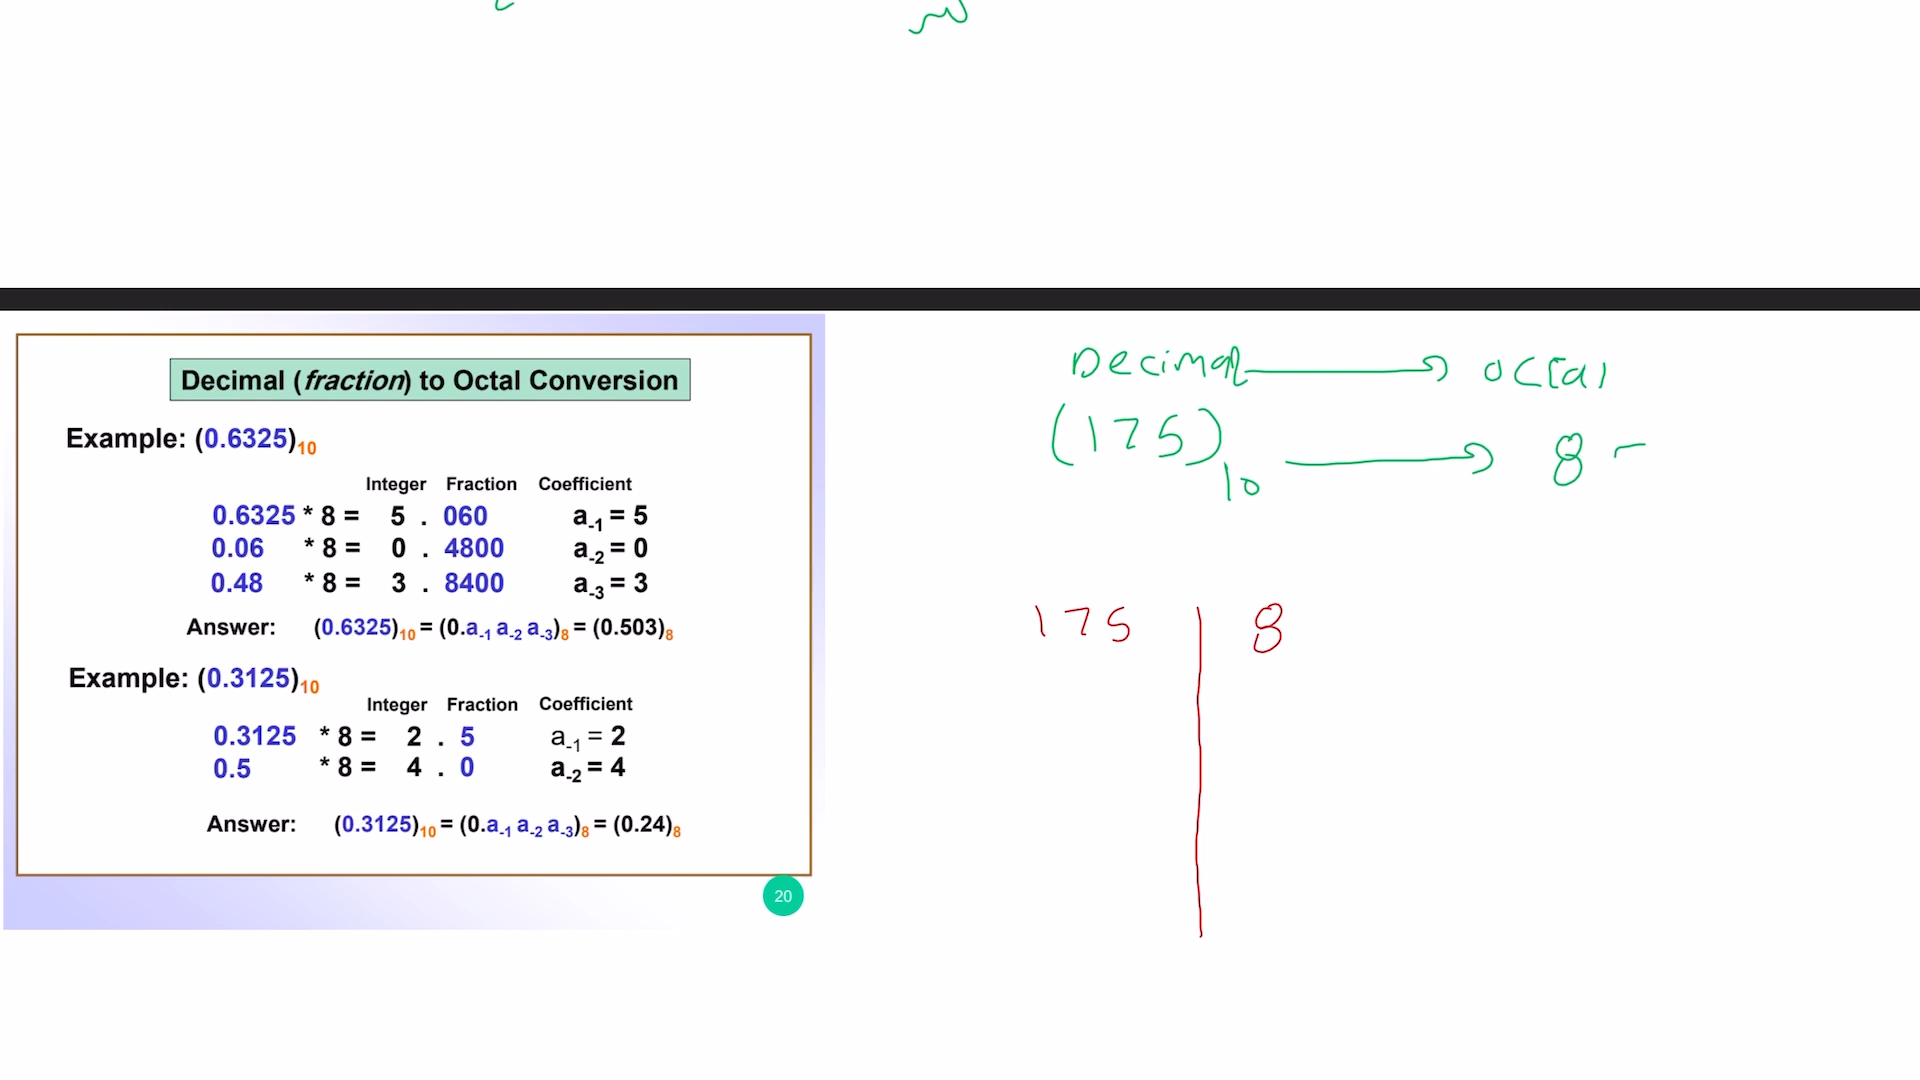 Decimal (fraction) to Octal Conversion
Example: (0.6325)10
Integer Fraction Coefficient
0.6325 * 8 = 5 . 060 a-1 = 5
0.06 * 8 = 0 . 4800 a-2 = 0
0.48 * 8 = 3 . 8400 a-3 = 3
Answer: (0.6325)10 = (0.a-1 a-2 a-3)8 = (0.503)8
Example: (0.3125)10
Integer Fraction Coefficient
0.3125 * 8 = 2 . 5 a-1 = 2
0.5 * 8 = 4 . 0 a-2 = 4
Answer: (0.3125)10 = (0.a-1 a-2 a-3)8 = (0.24)8
20
Decimal → octal
(175)10 → 8
175 | 8